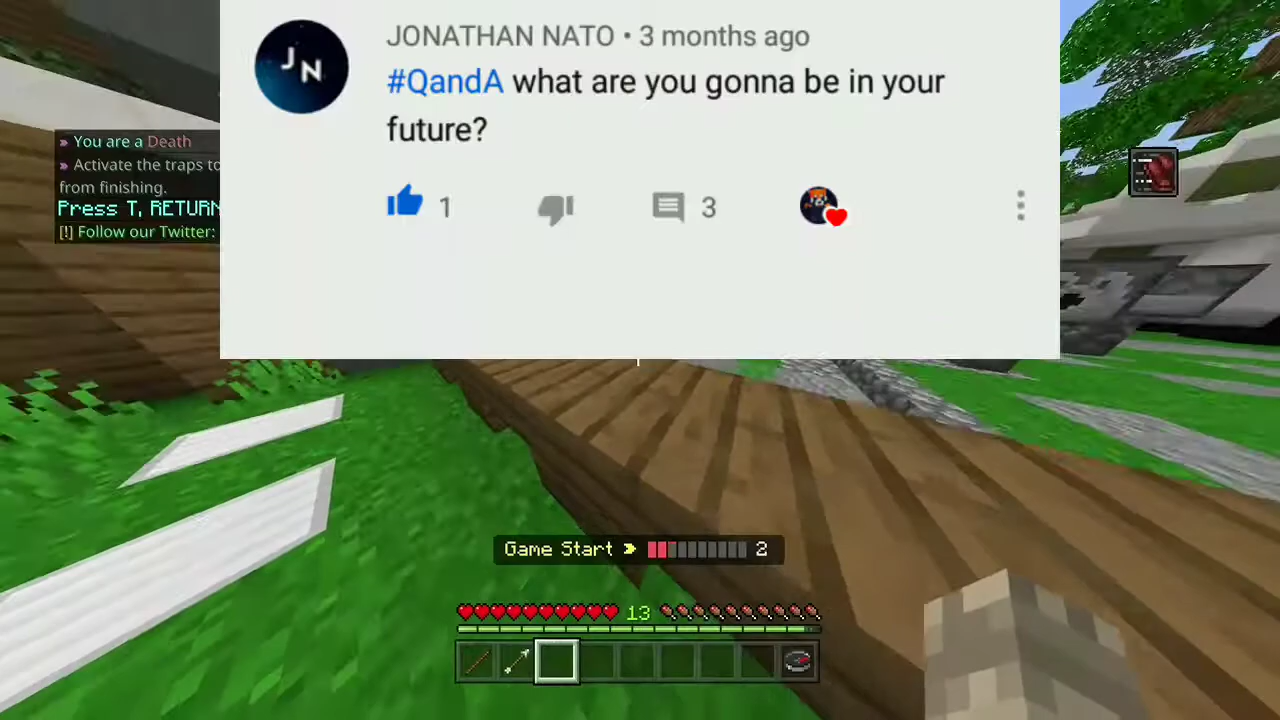 JN
JONATHAN NATO • 3 months ago
#QandA what are you gonna be in your
future?
1
3
» You are a Death
» Activate the traps to
from finishing.
Press T, RETURN
[!] Follow our Twitter:
Game Start » 2
13